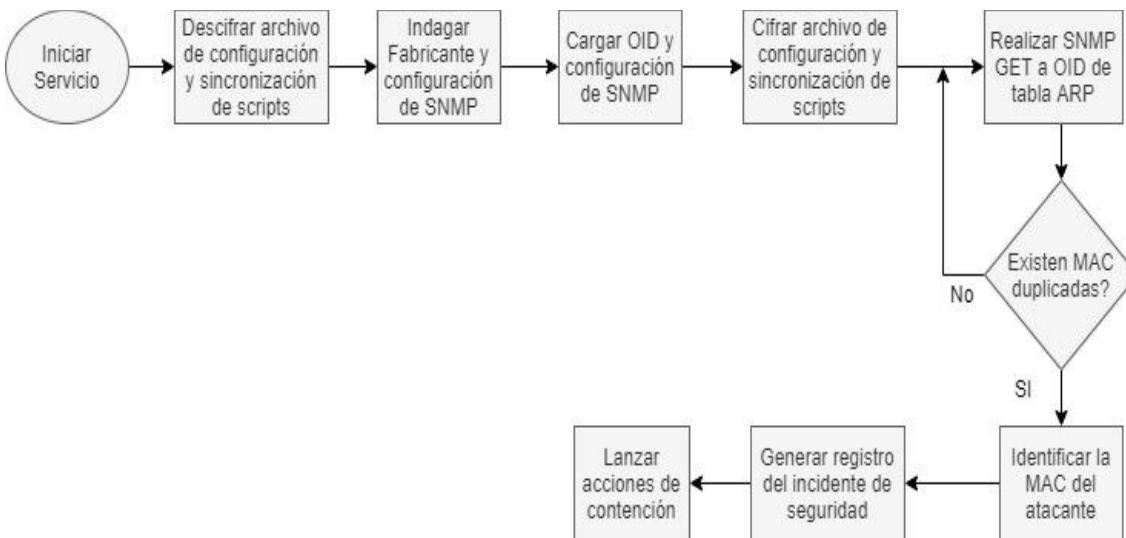 Iniciar
Servicio
Descifrar archivo
de configuración
y sincronización
de scripts
Indagar
Fabricante y
configuración
de SNMP
Cargar OID y
configuración
de SNMP
Cifrar archivo de
configuración y
sincronización de
scripts
Realizar SNMP
GET a OID de
tabla ARP
Existen MAC
duplicadas?
No
SI
Identificar la
MAC del
atacante
Generar registro
del incidente de
seguridad
Lanzar
acciones de
contención